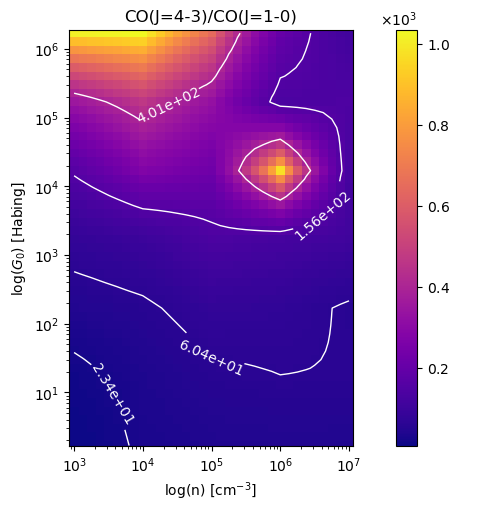 CO(J=4-3)/CO(J=1-0)
×10³
log(G₀) [Habing]
10⁶
10⁵
10⁴
10³
10²
10¹
4.01e+02
1.56e+02
6.04e+01
2.34e+01
1.0
0.8
0.6
0.4
0.2
10³ 10⁴ 10⁵ 10⁶ 10⁷
log(n) [cm⁻³]